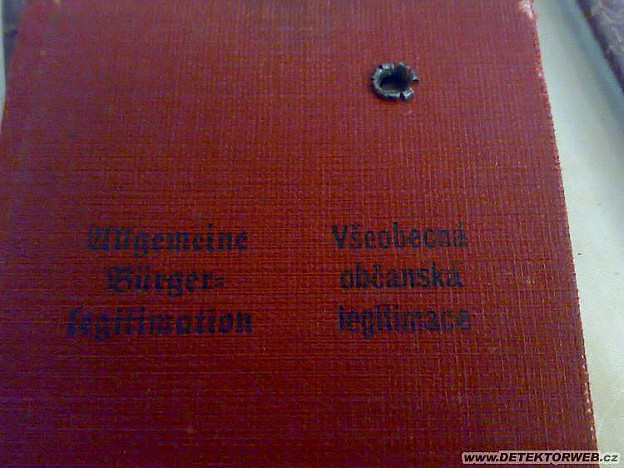 Allgemeine
Bürger-
legitimation
Všeobecná
občanská
legitimace
www.DETEKTORWEB.cz